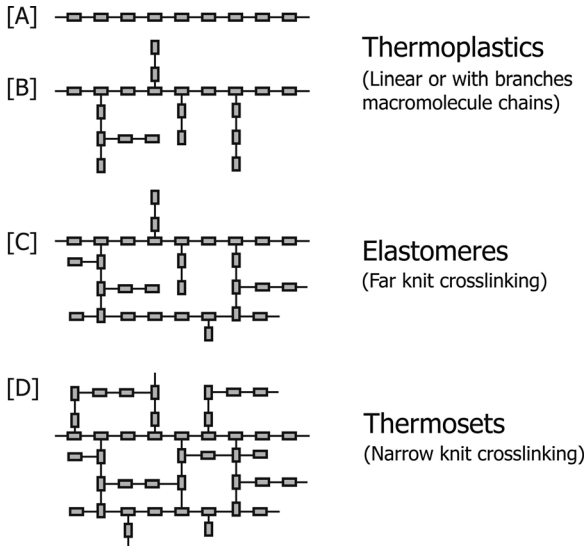 [A]
Thermoplastics
(Linear or with branches
macromolecule chains)
[B]
[C]
Elastomeres
(Far knit crosslinking)
[D]
Thermosets
(Narrow knit crosslinking)